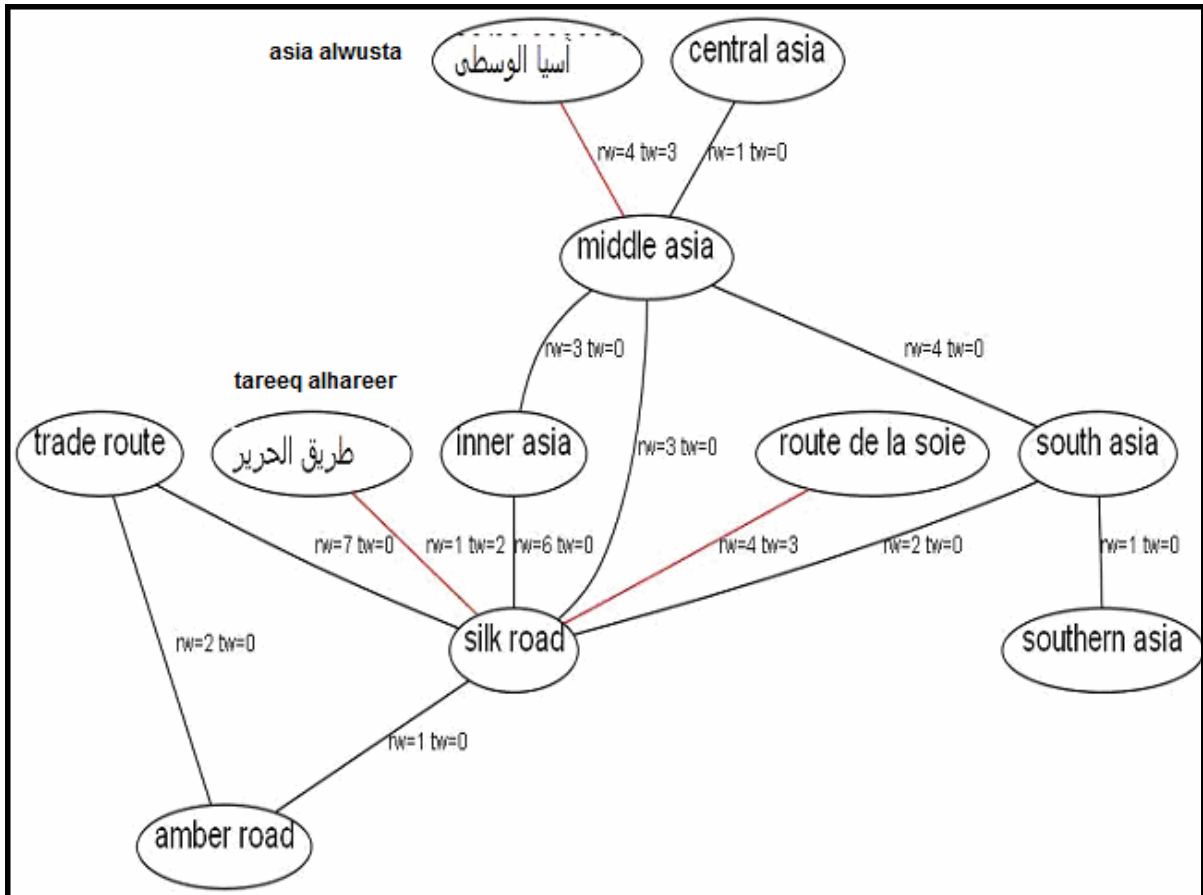 asia alwusta
أسيا الوسطى
central asia
rw=4 tw=3
rw=1 tw=0
middle asia
rw=3 tw=0
rw=4 tw=0
tareeq alhareer
trade route
طريق الحرير
inner asia
rw=3 tw=0
route de la soie
south asia
rw=7 tw=0
rw=1 tw=2
rw=6 tw=0
rw=4 tw=3
rw=2 tw=0
rw=1 tw=0
silk road
southern asia
rw=2 tw=0
rw=1 tw=0
amber road